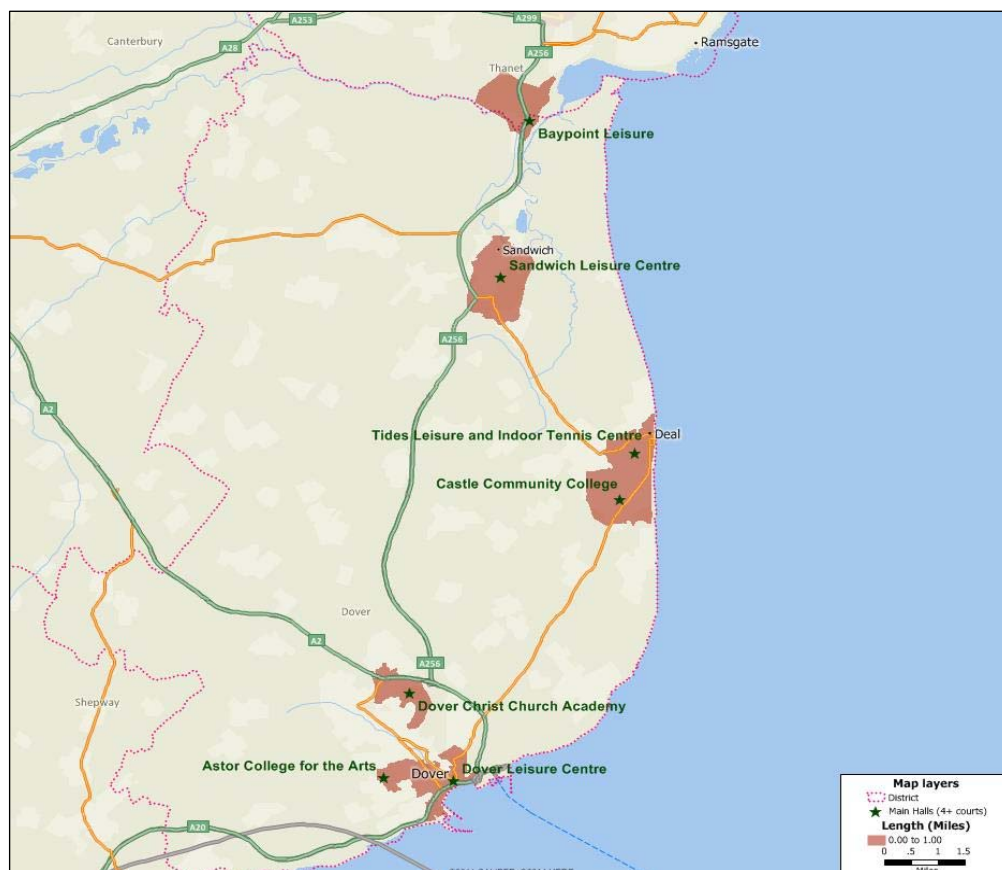 A299
A253
Canterbury
A28
A256
Ramsgate
Thanet
Baypoint Leisure
Sandwich
Sandwich Leisure Centre
A256
A2
Tides Leisure and Indoor Tennis Centre
Deal
Castle Community College
Dover
A2
A256
Shepway
Dover Christ Church Academy
Astor College for the Arts
Dover
Dover Leisure Centre
A20
Map layers
District
Main Halls (4+ courts)
Length (Miles)
0.00 to 1.00
0 .5 1 1.5
Miles